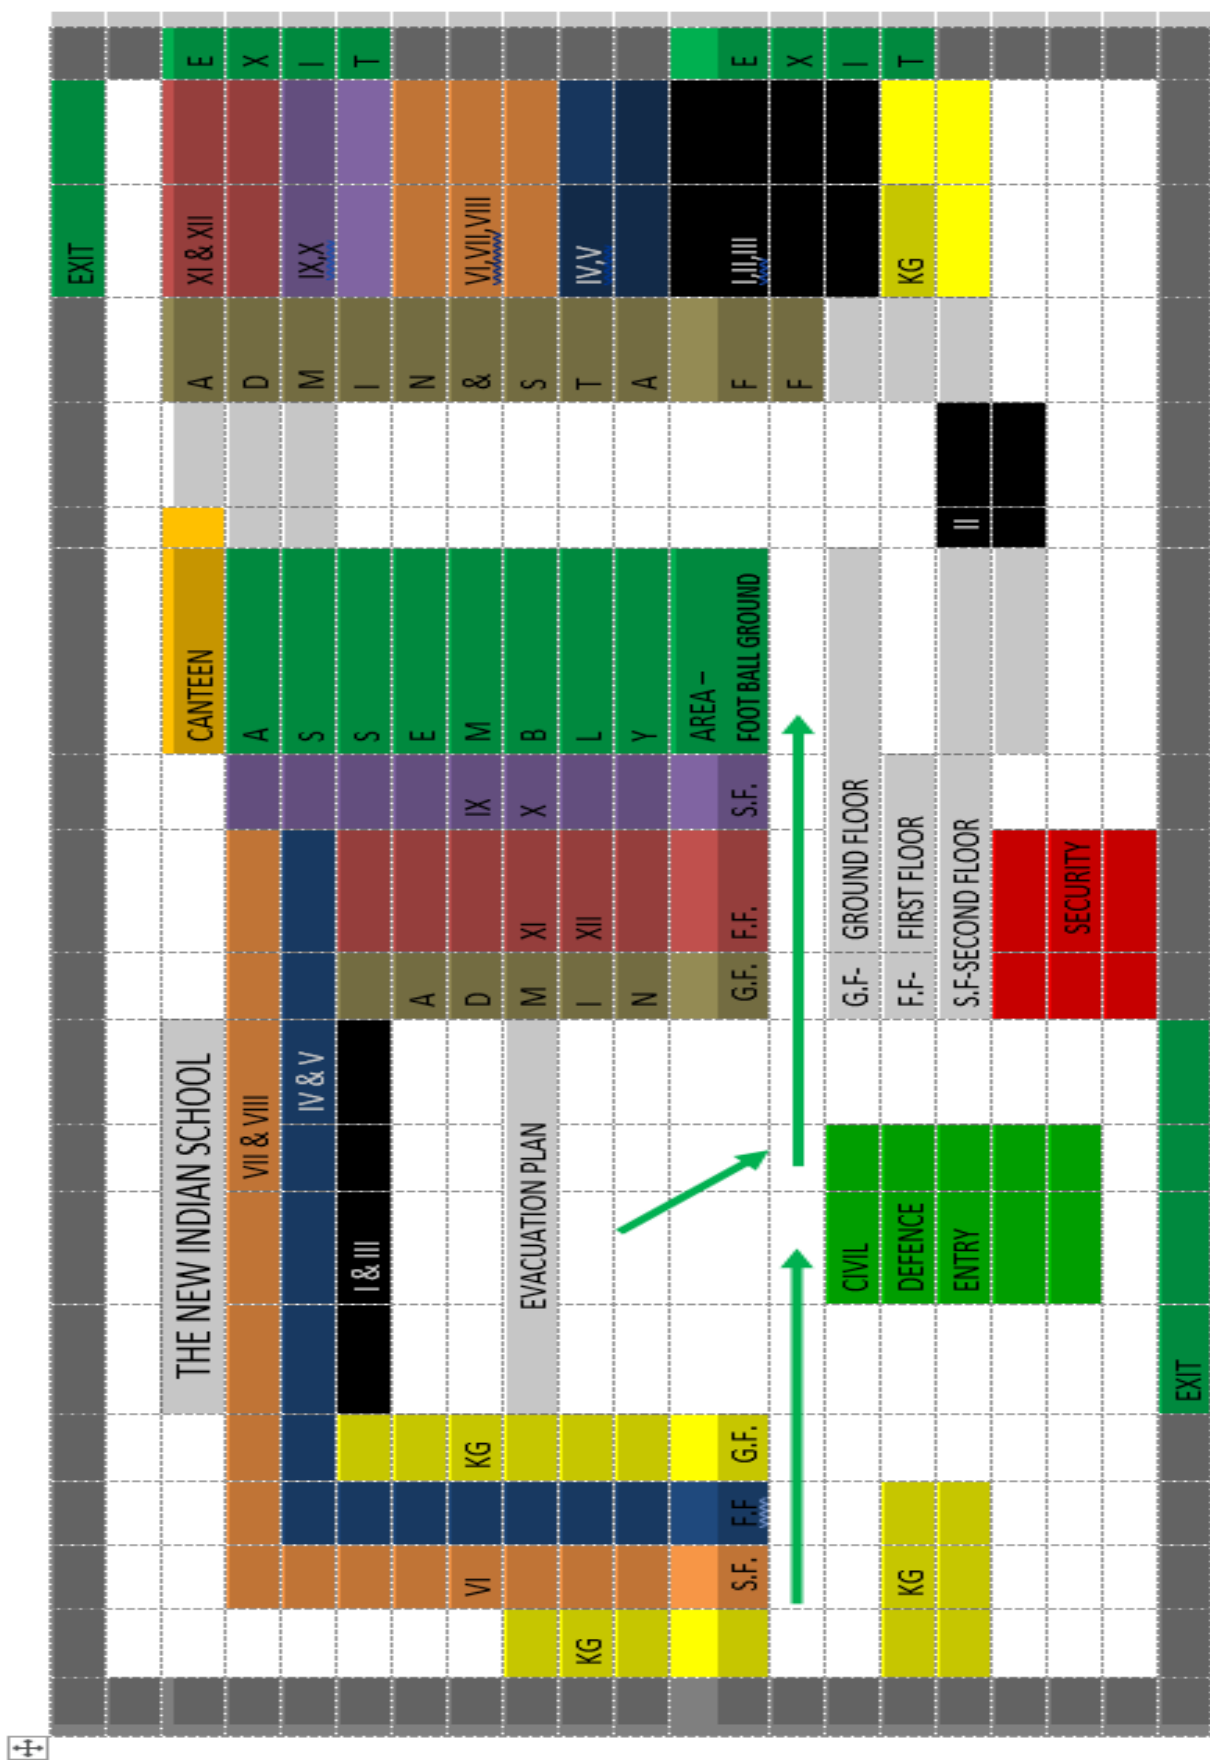 EXIT
THE NEW INDIAN SCHOOL CANTEEN A XI & XII E
VII & VIII A D X
IV & V S M IX,X I
I & III S I T
A E N
VI KG D IX M & VI,VII,VIII
EVACUATION PLAN M XI X B S
KG I XII L T IV,V
N Y A
AREA –
S.F. F.F G.F. G.F. F.F. S.F. FOOT BALL GROUND F I,II,III E
F X
CIVIL G.F- GROUND FLOOR I
KG DEFENCE F.F- FIRST FLOOR KG T
ENTRY S.F-SECOND FLOOR II
SECURITY
EXIT